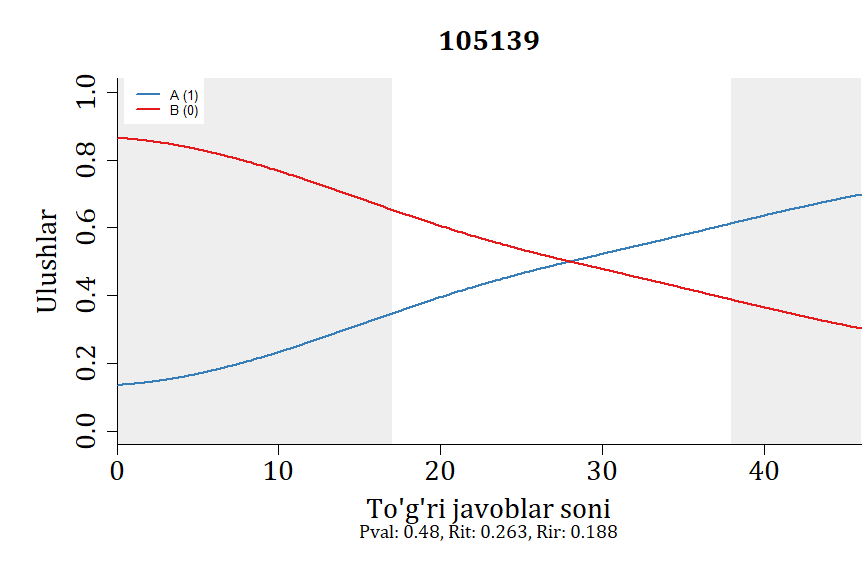 105139
A (1)
B (0)
Ulushlar
1.0
0.8
0.6
0.4
0.2
0.0
0 10 20 30 40
To'g'ri javoblar soni
Pval: 0.48, Rit: 0.263, Rir: 0.188